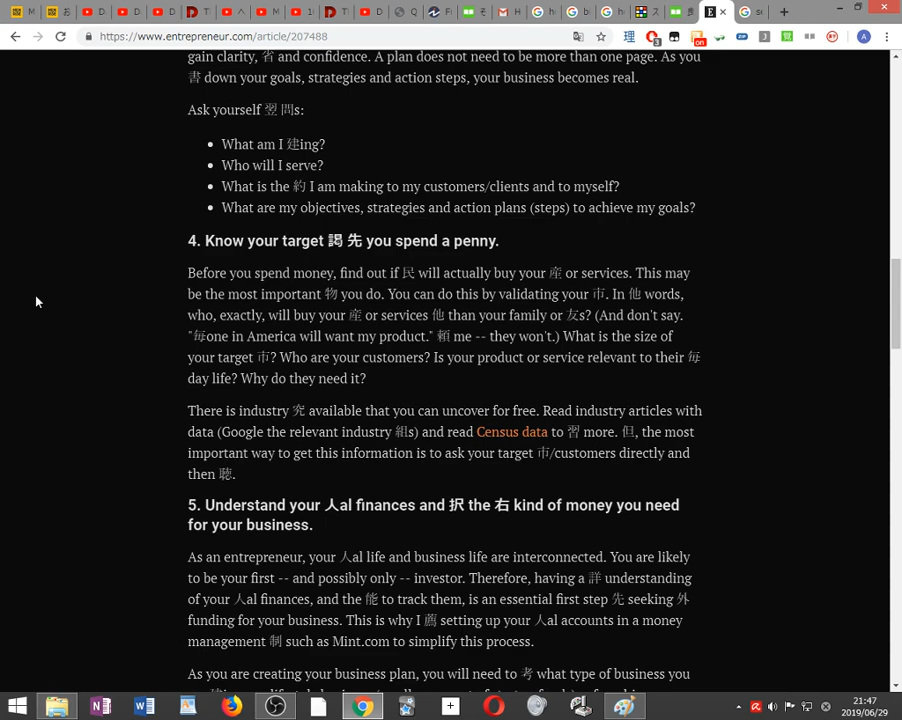 https://www.entrepreneur.com/article/207488
gain clarity, 省 and confidence. A plan does not need to be more than one page. As you
書 down your goals, strategies and action steps, your business becomes real.
Ask yourself 翌 問s:
What am I 建ing?
Who will I serve?
What is the 約 I am making to my customers/clients and to myself?
What are my objectives, strategies and action plans (steps) to achieve my goals?
4. Know your target 謁 先 you spend a penny.
Before you spend money, find out if 民 will actually buy your 産 or services. This may
be the most important 物 you do. You can do this by validating your 市. In 他 words,
who, exactly, will buy your 産 or services 他 than your family or 友s? (And don't say.
"毎one in America will want my product." 頼 me -- they won't.) What is the size of
your target 市? Who are your customers? Is your product or service relevant to their 毎
day life? Why do they need it?
There is industry 究 available that you can uncover for free. Read industry articles with
data (Google the relevant industry 組s) and read Census data to 習 more. 但, the most
important way to get this information is to ask your target 市/customers directly and
then 聴.
5. Understand your 人al finances and 択 the 右 kind of money you need
for your business.
As an entrepreneur, your 人al life and business life are interconnected. You are likely
to be your first -- and possibly only -- investor. Therefore, having a 詳 understanding
of your 人al finances, and the 能 to track them, is an essential first step 先 seeking 外
funding for your business. This is why I 薦 setting up your 人al accounts in a money
management 制 such as Mint.com to simplify this process.
As you are creating your business plan, you will need to 考 what type of business you
21:47
2019/06/29